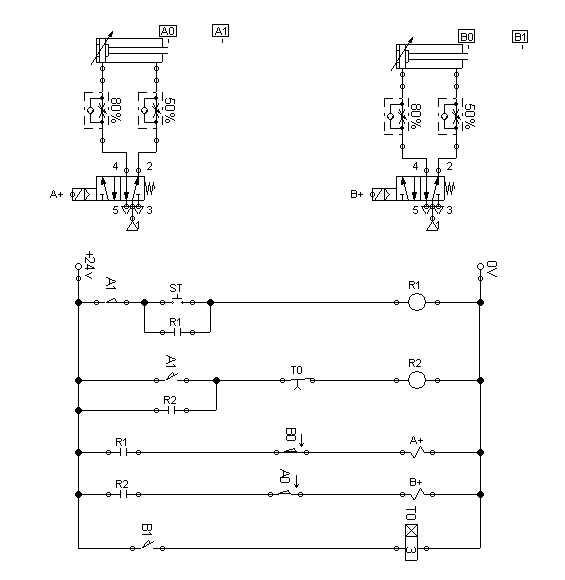 A0 A1 B0 B1
80% 50% 80% 50%
4 2 4 2
A+ B+
5 3 5 3
1 1
+24v 0V
A1 ST R1
R1
A1 T0 R2
R2
R1 B0 A+
R2 A0 B+
B1 T0
3